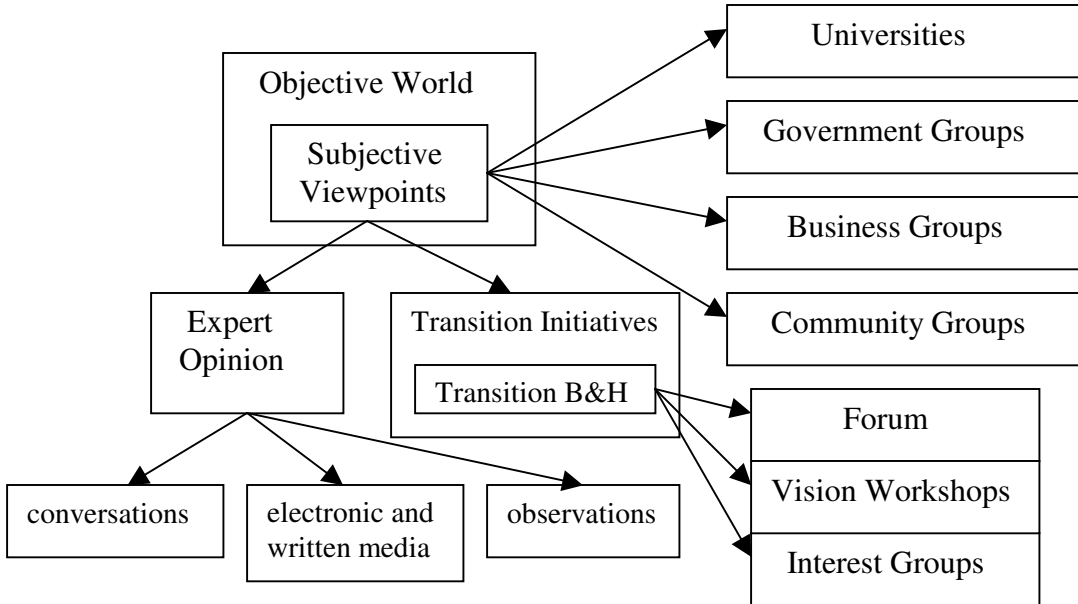 Universities
Objective World
Government Groups
Subjective
Viewpoints
Business Groups
Expert
Opinion
Transition Initiatives
Community Groups
Transition B&H
Forum
Vision Workshops
Interest Groups
conversations
electronic and
written media
observations